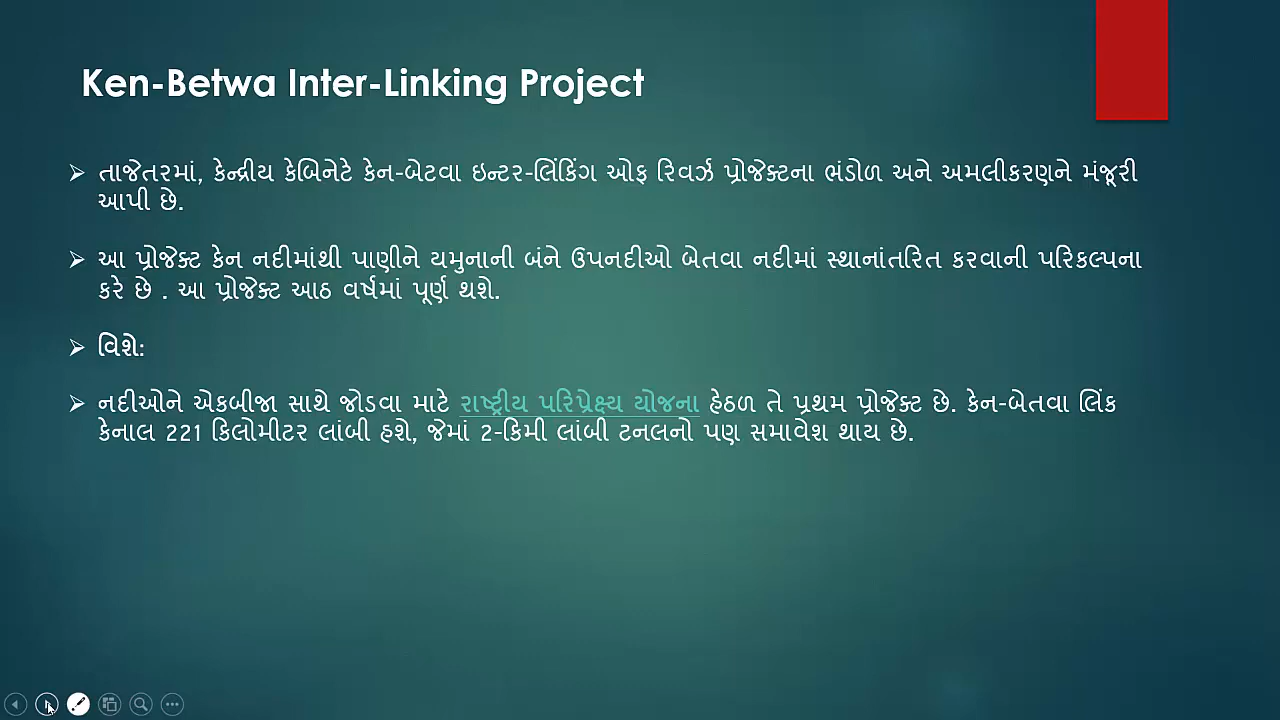 Ken-Betwa Inter-Linking Project
તાજેતરમાં, કેન્દ્રીય કેબિનેટે કેન-બેટવા ઇન્ટર-લિંકિંગ ઓફ રિવર્ઝ પ્રોજેક્ટના ભંડોળ અને અમલીકરણને મંજૂરી
આપી છે.
આ પ્રોજેક્ટ કેન નદીમાંથી પાણીને યમુનાની બંને ઉપનદીઓ બેતવા નદીમાં સ્થાનાંતરિત કરવાની પરિકલ્પના
કરે છે . આ પ્રોજેક્ટ આઠ વર્ષમાં પૂર્ણ થશે.
વિશે:
નદીઓને એકબીજા સાથે જોડવા માટે રાષ્ટ્રીય પરિપ્રેક્ષ્ય યોજના હેઠળ તે પ્રથમ પ્રોજેક્ટ છે. કેન-બેતવા લિંક
કેનાલ 221 કિલોમીટર લાંબી હશે, જેમાં 2-કિમી લાંબી ટનલનો પણ સમાવેશ થાય છે.